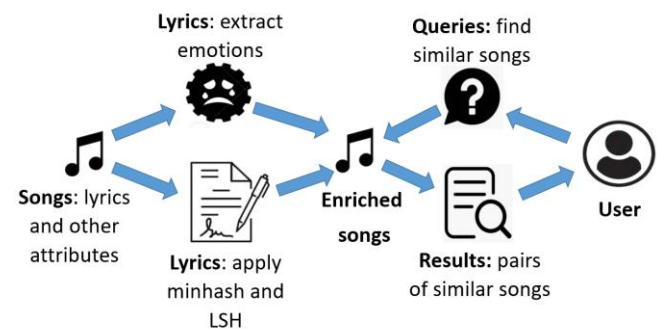 Lyrics: extract
emotions
Queries: find
similar songs
Songs: lyrics
and other
attributes
Lyrics: apply
minhash and
LSH
Enriched
songs
Results: pairs
of similar songs
User